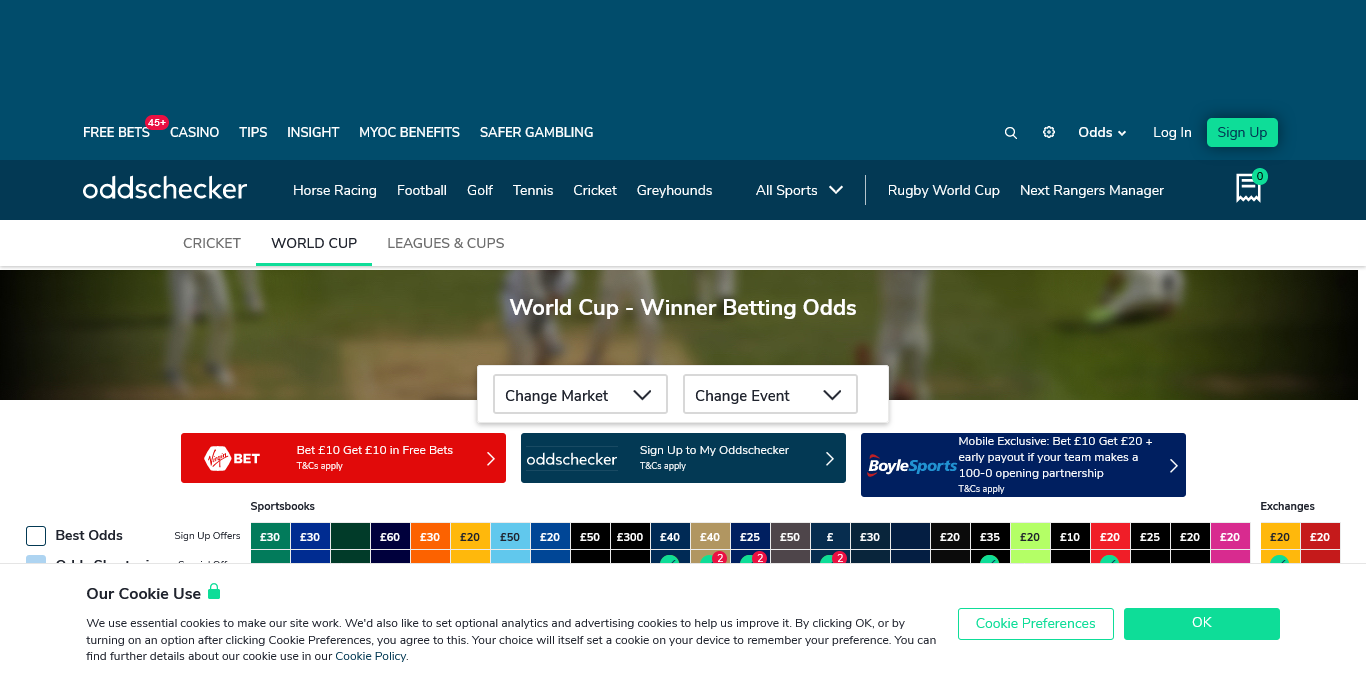 FREE BETS 45+ CASINO TIPS INSIGHT MYOC BENEFITS SAFER GAMBLING Odds Log In Sign Up
oddschecker Horse Racing Football Golf Tennis Cricket Greyhounds All Sports Rugby World Cup Next Rangers Manager 0
CRICKET WORLD CUP LEAGUES & CUPS
World Cup - Winner Betting Odds
Change Market Change Event
Virgin BET Bet £10 Get £10 in Free Bets
T&Cs apply
oddschecker Sign Up to My Oddschecker
T&Cs apply
BoyleSports Mobile Exclusive: Bet £10 Get £20 +
early payout if your team makes a
100-0 opening partnership
T&Cs apply
Sportsbooks Exchanges
Best Odds Sign Up Offers £30 £30 £60 £30 £20 £50 £20 £50 £300 £40 £40 £25 £50 £ £30 £20 £35 £20 £10 £20 £25 £20 £20 £20 £20
2 2 2
Our Cookie Use
We use essential cookies to make our site work. We'd also like to set optional analytics and advertising cookies to help us improve it. By clicking OK, or by
turning on an option after clicking Cookie Preferences, you agree to this. Your choice will itself set a cookie on your device to remember your preference. You can
find further details about our cookie use in our Cookie Policy.
Cookie Preferences OK